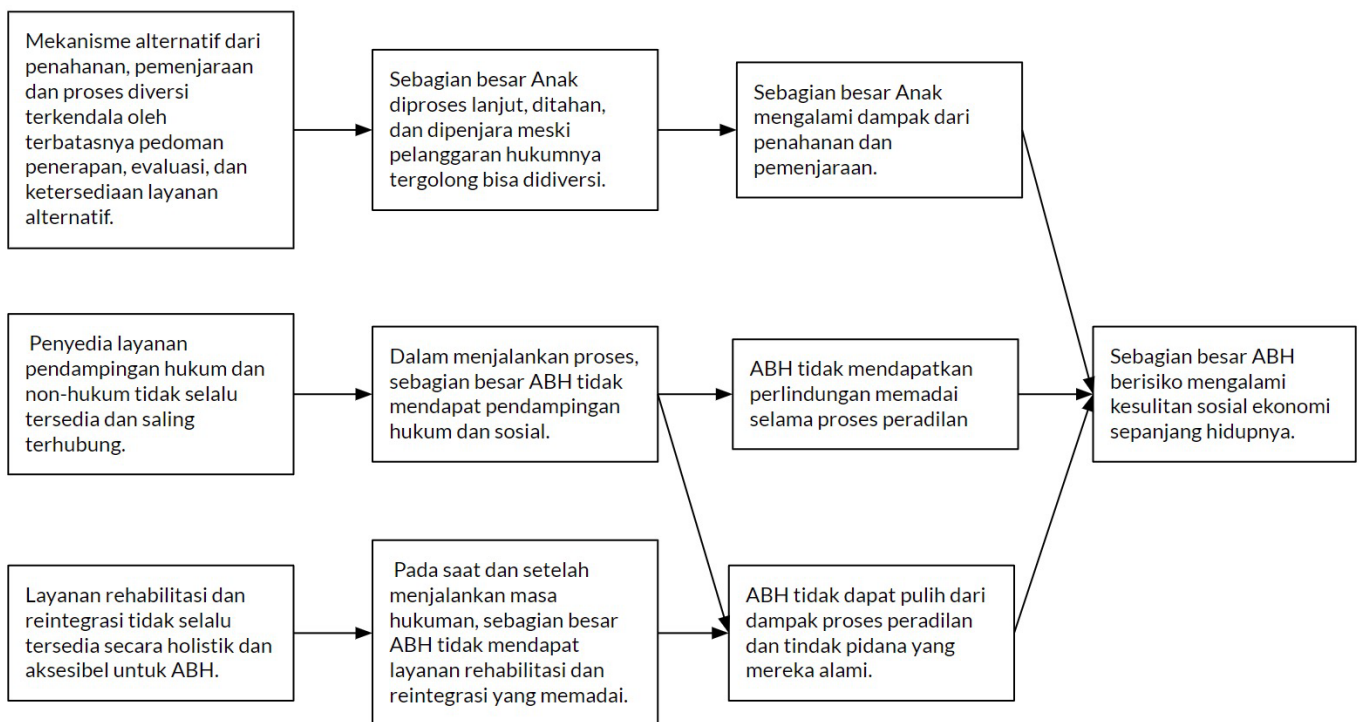 Mekanisme alternatif dari
penahanan, pemenjaraan
dan proses diversi
terkendala oleh
terbatasnya pedoman
penerapan, evaluasi, dan
ketersediaan layanan
alternatif.
Sebagian besar Anak
diproses lanjut, ditahan,
dan dipenjara meski
pelanggaran hukumnya
tergolong bisa didiversi.
Sebagian besar Anak
mengalami dampak dari
penahanan dan
pemenjaraan.
Penyedia layanan
pendampingan hukum dan
non-hukum tidak selalu
tersedia dan saling
terhubung.
Dalam menjalankan proses,
sebagian besar ABH tidak
mendapat pendampingan
hukum dan sosial.
ABH tidak mendapatkan
perlindungan memadai
selama proses peradilan
Sebagian besar ABH
berisiko mengalami
kesulitan sosial ekonomi
sepanjang hidupnya.
Layanan rehabilitasi dan
reintegrasi tidak selalu
tersedia secara holistik dan
aksesibel untuk ABH.
Pada saat dan setelah
menjalankan masa
hukuman, sebagian besar
ABH tidak mendapat
layanan rehabilitasi dan
reintegrasi yang memadai.
ABH tidak dapat pulih dari
dampak proses peradilan
dan tindak pidana yang
mereka alami.